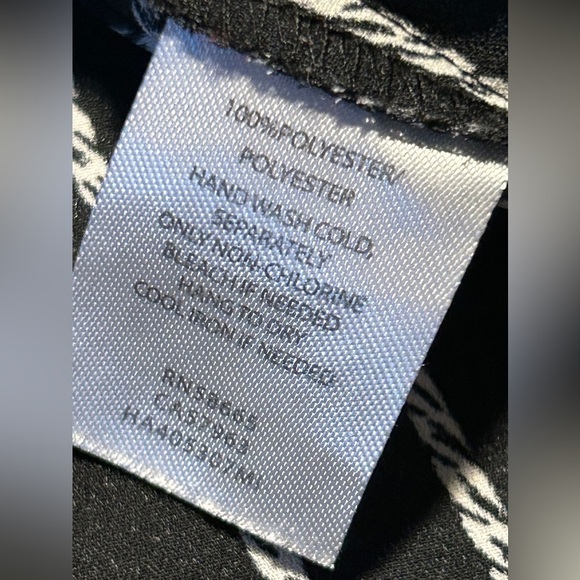 100%POLYESTER/
POLYESTER
HAND WASH COLD,
SEPARATELY
ONLY NON-CHLORINE
BLEACH IF NEEDED
HANG TO DRY
COOL IRON IF NEEDED.
RN58665
CA57963
HA405307MI